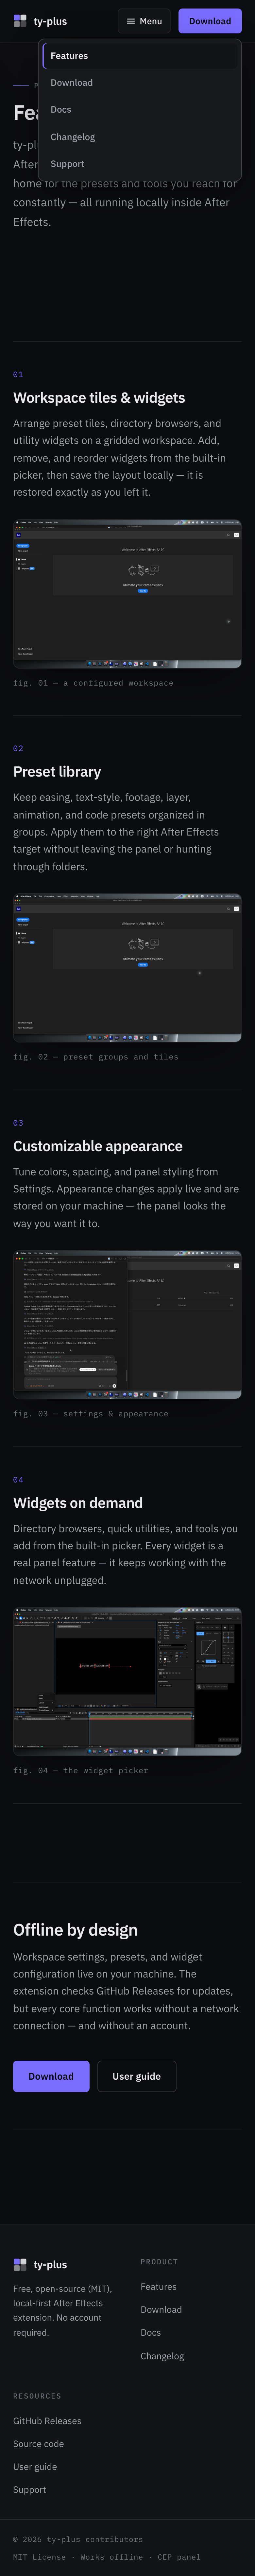 ty-plus
Menu
Download
Features
Download
Docs
Changelog
Support
Fea
ty-pl
After
home for the presets and tools you reach for
constantly — all running locally inside After
Effects.
01
Workspace tiles & widgets
Arrange preset tiles, directory browsers, and
utility widgets on a gridded workspace. Add,
remove, and reorder widgets from the built-in
picker, then save the layout locally — it is
restored exactly as you left it.
fig. 01 — a configured workspace
02
Preset library
Keep easing, text-style, footage, layer,
animation, and code presets organized in
groups. Apply them to the right After Effects
target without leaving the panel or hunting
through folders.
fig. 02 — preset groups and tiles
03
Customizable appearance
Tune colors, spacing, and panel styling from
Settings. Appearance changes apply live and are
stored on your machine — the panel looks the
way you want it to.
fig. 03 — settings & appearance
04
Widgets on demand
Directory browsers, quick utilities, and tools you
add from the built-in picker. Every widget is a
real panel feature — it keeps working with the
network unplugged.
fig. 04 — the widget picker
Offline by design
Workspace settings, presets, and widget
configuration live on your machine. The
extension checks GitHub Releases for updates,
but every core function works without a network
connection — and without an account.
Download
User guide
ty-plus
Free, open-source (MIT),
local-first After Effects
extension. No account
required.
PRODUCT
Features
Download
Docs
Changelog
RESOURCES
GitHub Releases
Source code
User guide
Support
© 2026 ty-plus contributors
MIT License · Works offline · CEP panel